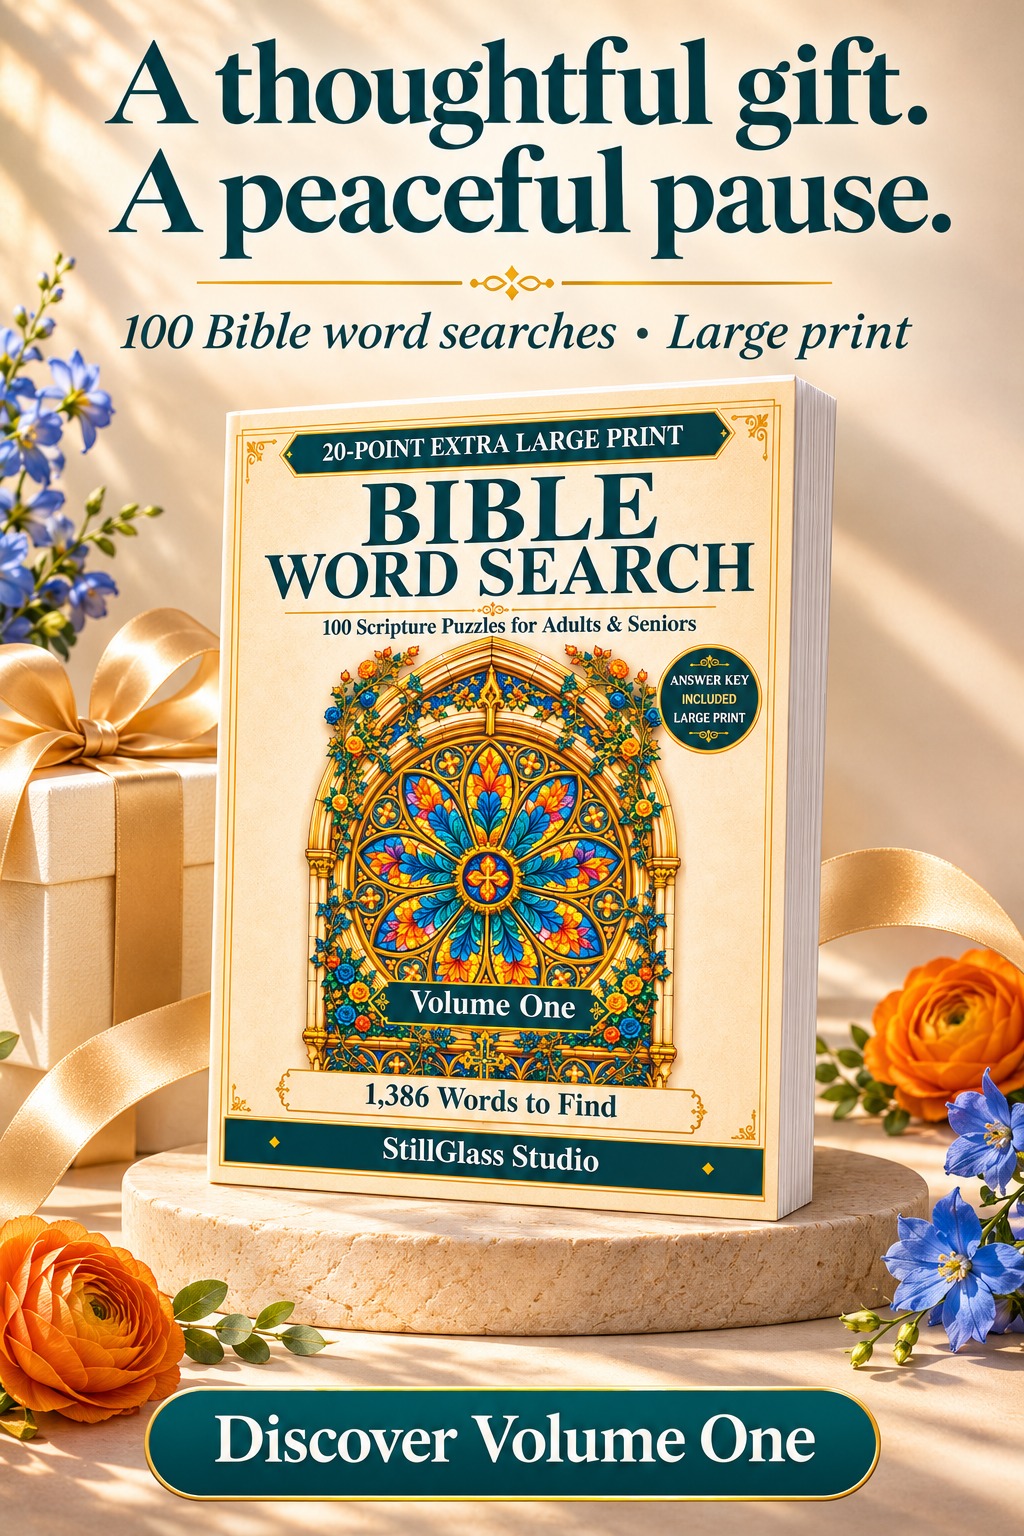 A thoughtful gift.
A peaceful pause.
100 Bible word searches • Large print
20-POINT EXTRA LARGE PRINT
BIBLE
WORD SEARCH
100 Scripture Puzzles for Adults & Seniors
ANSWER KEY
INCLUDED
LARGE PRINT
Volume One
1,386 Words to Find
StillGlass Studio
Discover Volume One